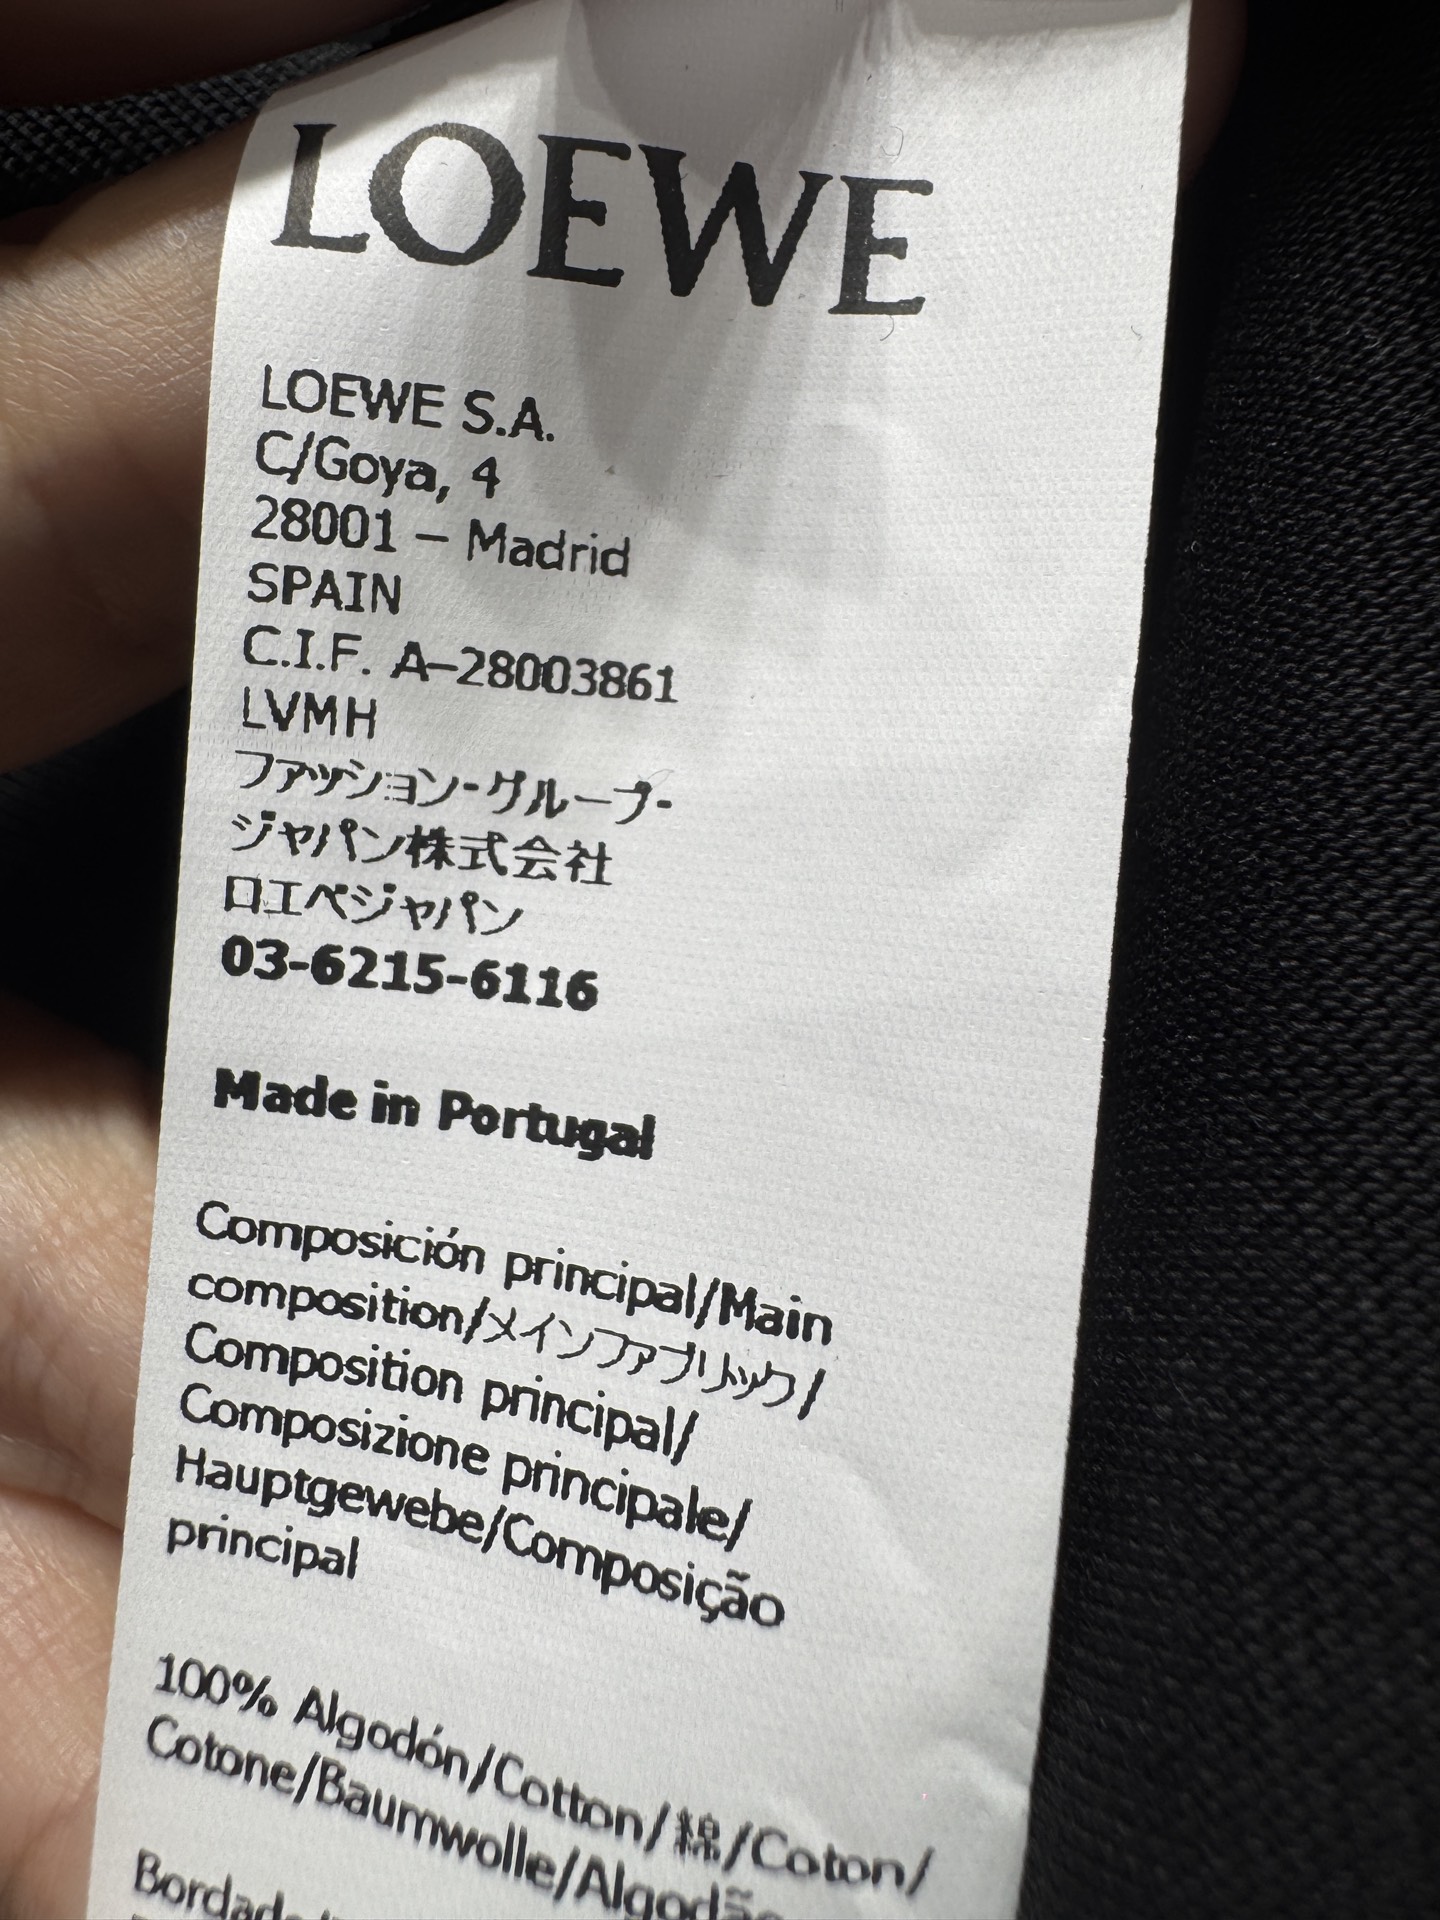 LOEWE
LOEWE S.A.
C/Goya, 4
28001 – Madrid
SPAIN
C.I.F. A–28003861
LVMH
ファッション・グループ・
ジャパン株式会社
ロエベジャパン
03-6215-6116
Made in Portugal
Composición principal/Main
composition/メインファブリック/
Composition principal/
Composizione principale/
Hauptgewebe/Composição
principal
100% Algodón/Cotton/綿/Coton/
Cotone/Baumwolle/Algodão